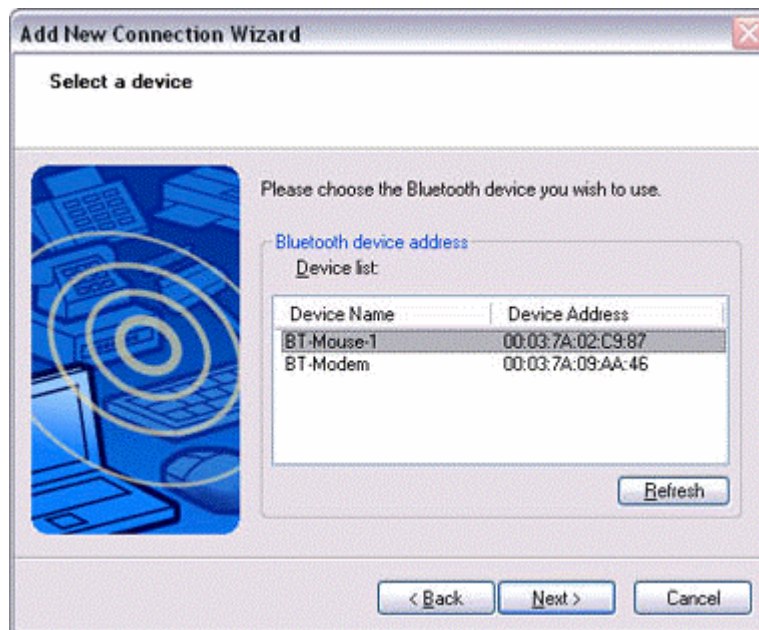 Add New Connection Wizard
Select a device
Please choose the Bluetooth device you wish to use.
Bluetooth device address
Device list:
Device Name Device Address
BT-Mouse-1 00:03:7A:02:C9:87
BT-Modem 00:03:7A:09:AA:46
Refresh
< Back Next > Cancel